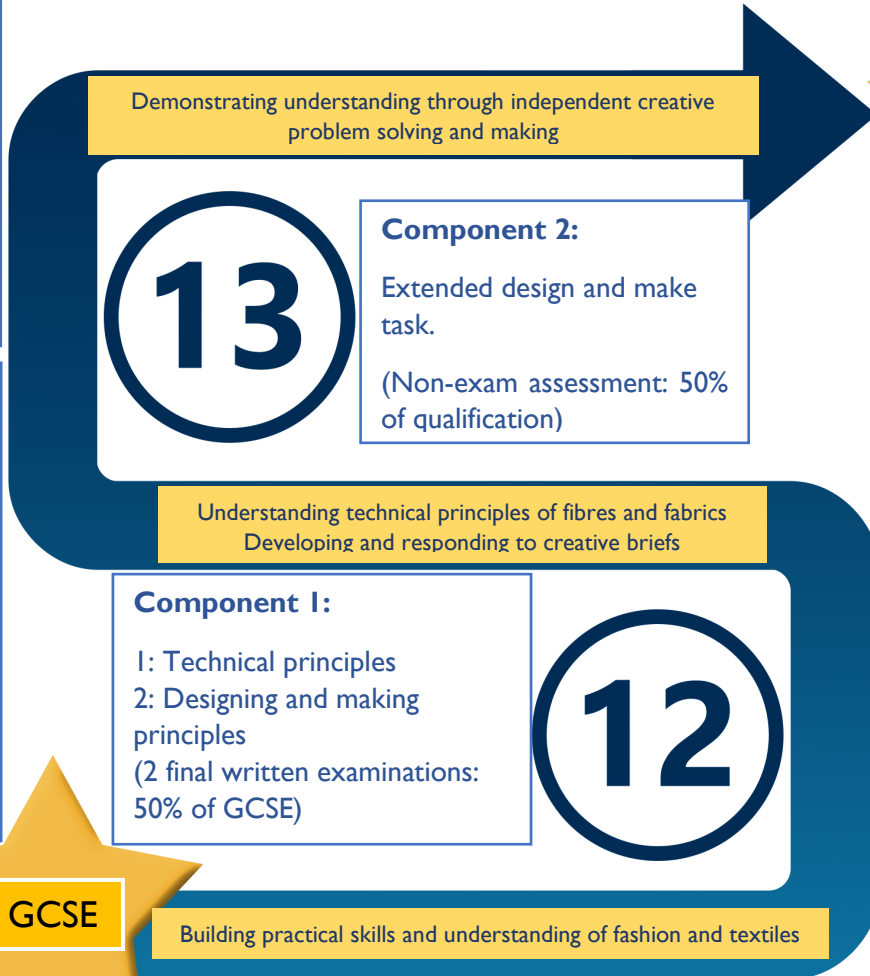 Demonstrating understanding through independent creative
problem solving and making
13
Component 2:
Extended design and make
task.
(Non-exam assessment: 50%
of qualification)
Understanding technical principles of fibres and fabrics
Developing and responding to creative briefs
Component 1:
1: Technical principles
2: Designing and making
principles
(2 final written examinations:
50% of GCSE)
12
GCSE
Building practical skills and understanding of fashion and textiles